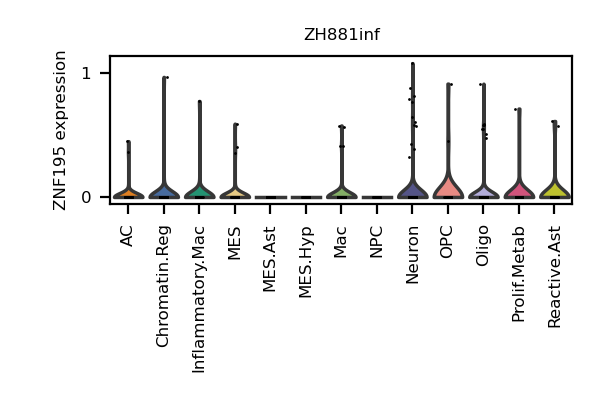 ZH881inf
ZNF195 expression
1
0
AC
Chromatin.Reg
Inflammatory.Mac
MES
MES.Ast
MES.Hyp
Mac
NPC
Neuron
OPC
Oligo
Prolif.Metab
Reactive.Ast